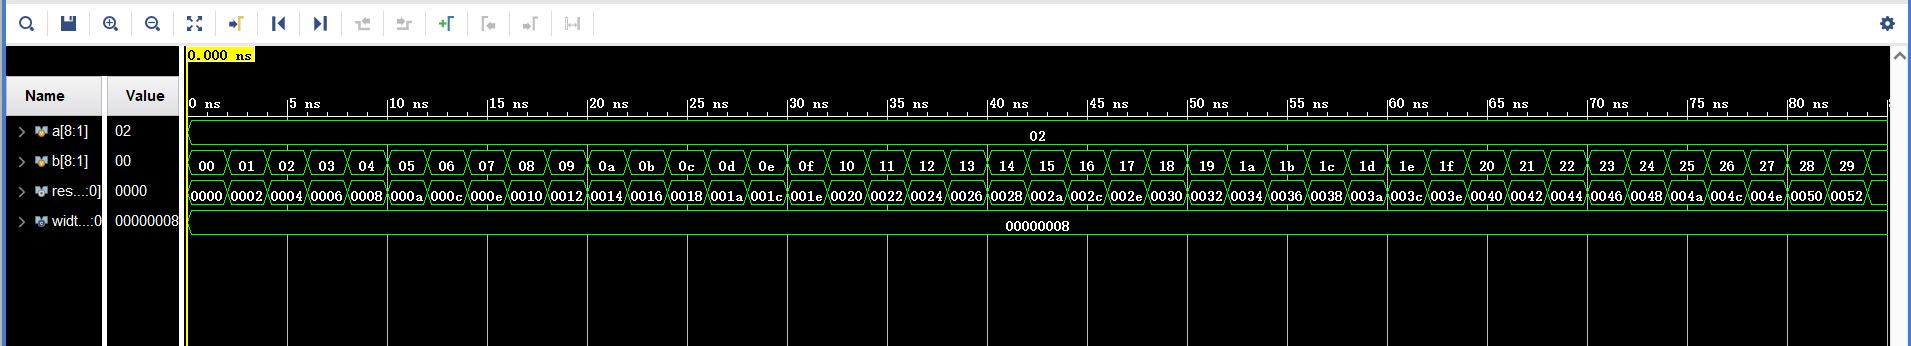 0.000 ns
Name Value
0 ns 5 ns 10 ns 15 ns 20 ns 25 ns 30 ns 35 ns 40 ns 45 ns 50 ns 55 ns 60 ns 65 ns 70 ns 75 ns 80 ns
a[8:1] 02 02
b[8:1] 00 00 01 02 03 04 05 06 07 08 09 0a 0b 0c 0d 0e 0f 10 11 12 13 14 15 16 17 18 19 1a 1b 1c 1d 1e 1f 20 21 22 23 24 25 26 27 28 29
res...:0] 0000 0000 0002 0004 0006 0008 000a 000c 000e 0010 0012 0014 0016 0018 001a 001c 001e 0020 0022 0024 0026 0028 002a 002c 002e 0030 0032 0034 0036 0038 003a 003c 003e 0040 0042 0044 0046 0048 004a 004c 004e 0050 0052
widt...:0 00000008 00000008